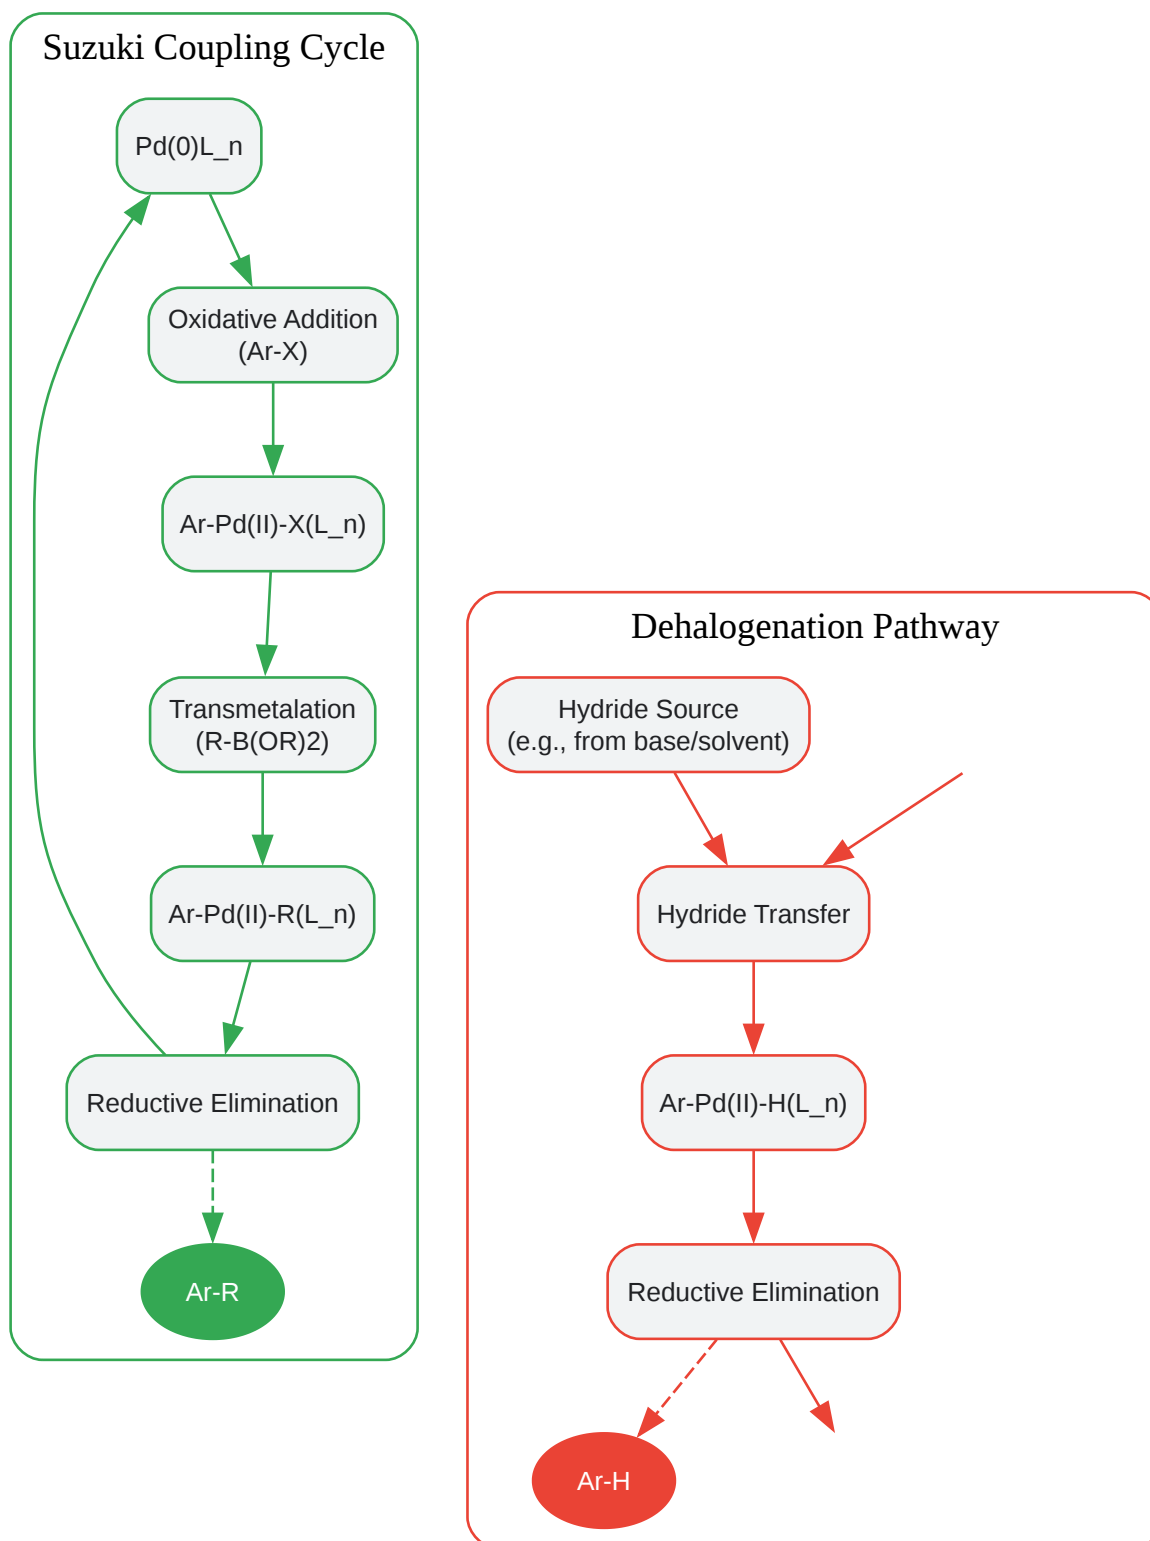 Suzuki Coupling Cycle
Pd(0)L_n
Oxidative Addition
(Ar-X)
Ar-Pd(II)-X(L_n)
Transmetalation
(R-B(OR)2)
Ar-Pd(II)-R(L_n)
Reductive Elimination
Ar-R
Dehalogenation Pathway
Hydride Source
(e.g., from base/solvent)
Hydride Transfer
Ar-Pd(II)-H(L_n)
Reductive Elimination
Ar-H